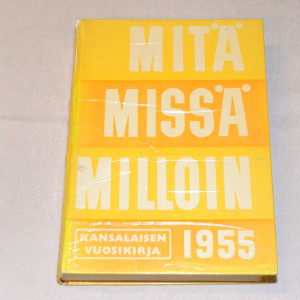 MITÄ
MISSÄ
MILLOIN
KANSALAISEN
VUOSIKIRJA
1955